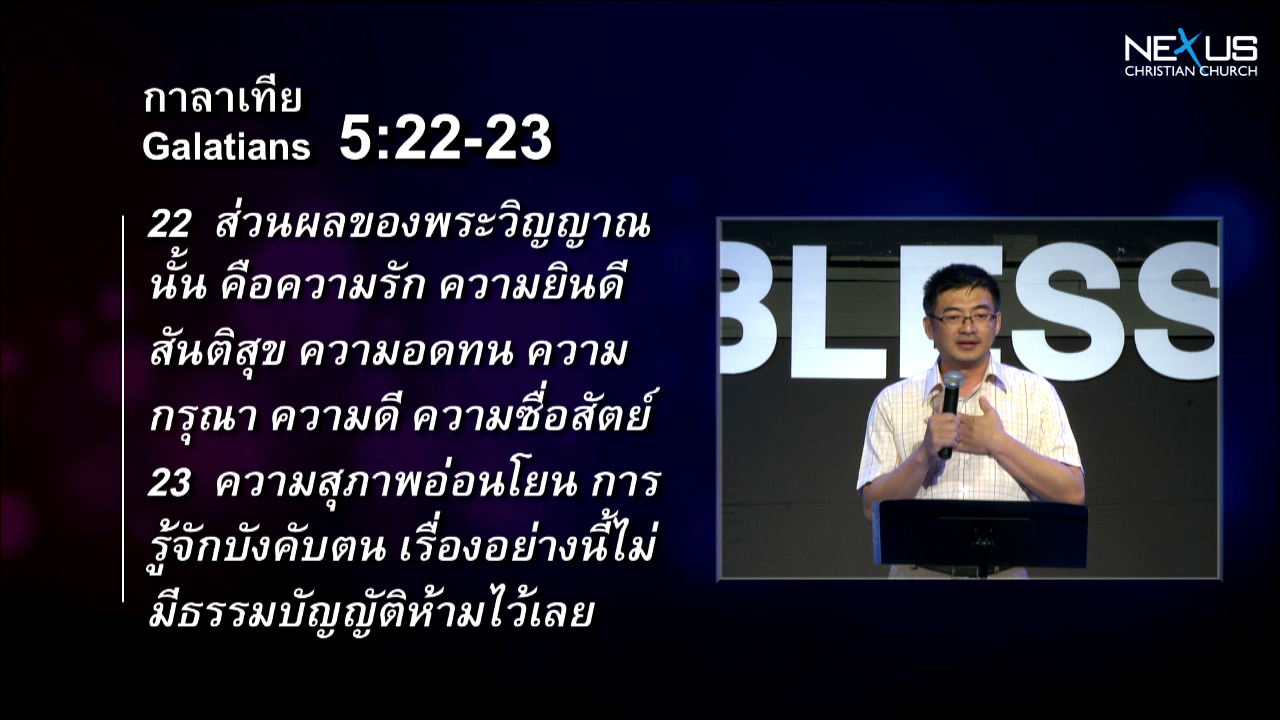 NEXUS
CHRISTIAN CHURCH
กาลาเทีย
Galatians 5:22-23
22 ส่วนผลของพระวิญญาณ
นั้น คือความรัก ความยินดี
สันติสุข ความอดทน ความ
กรุณา ความดี ความซื่อสัตย์
23 ความสุภาพอ่อนโยน การ
รู้จักบังคับตน เรื่องอย่างนี้ไม่
มีธรรมบัญญัติห้ามไว้เลย
BLESS